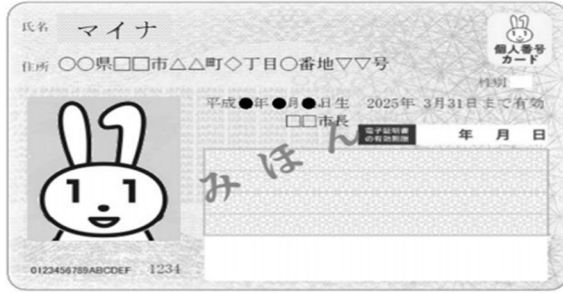 氏名 マイナ
個人番号
カード
住所 〇〇県□□市△△町◇丁目〇番地▽▽号
性別
平成●年●月●日生 2025年 3月31日まで有効
□□市長
電子証明書
の有効期限 年 月 日
みほん
0123456789ABCDEF 1234